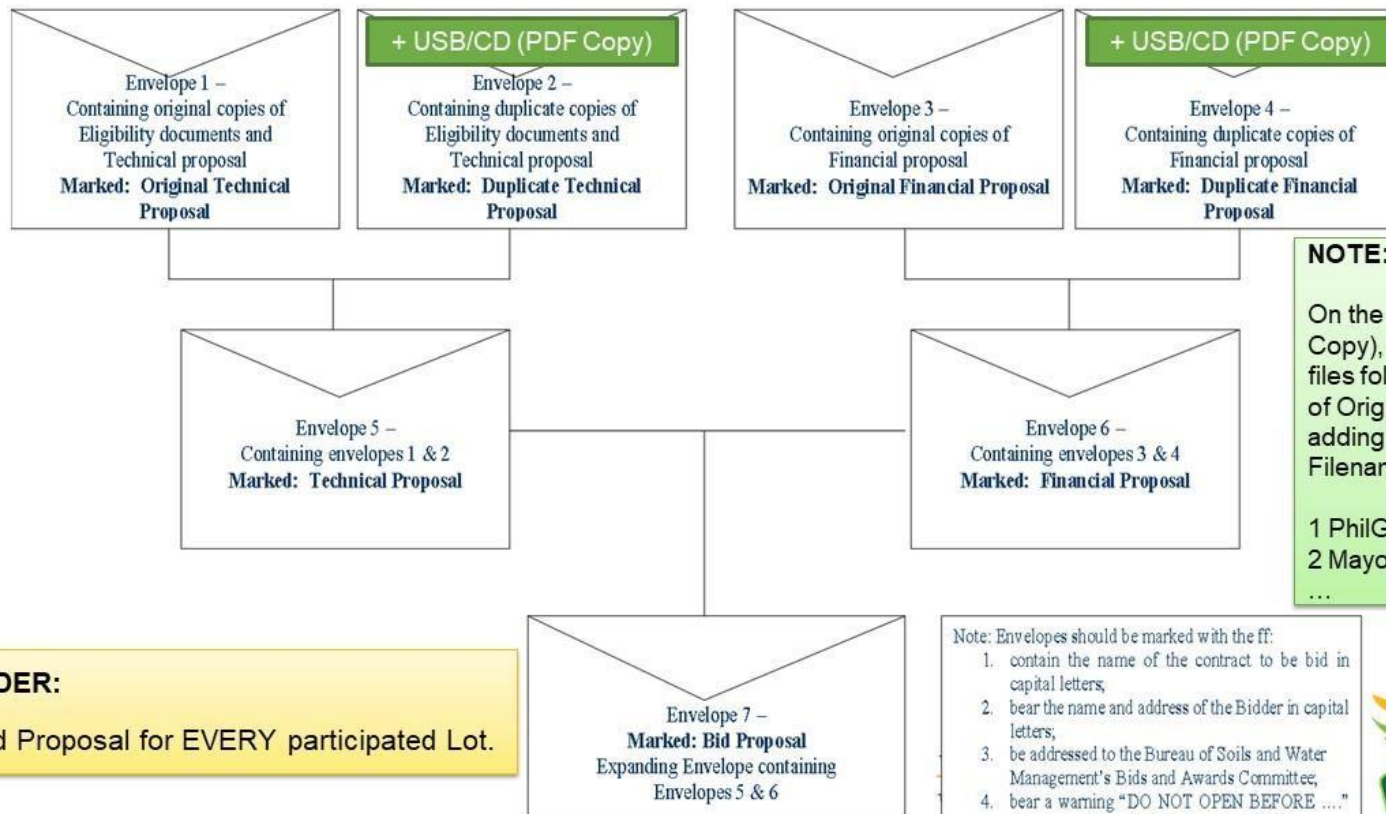 + USB/CD (PDF Copy)
+ USB/CD (PDF Copy)
Envelope 1 –
Containing original copies of
Eligibility documents and
Technical proposal
Marked: Original Technical
Proposal
Envelope 2 –
Containing duplicate copies of
Eligibility documents and
Technical proposal
Marked: Duplicate Technical
Proposal
Envelope 3 –
Containing original copies of
Financial proposal
Marked: Original Financial Proposal
Envelope 4 –
Containing duplicate copies of
Financial proposal
Marked: Duplicate Financial
Proposal
NOTE:
On the
Copy),
files fol
of Orig
adding
Filenar
1 PhilG
2 Mayo
...
Envelope 5 –
Containing envelopes 1 & 2
Marked: Technical Proposal
Envelope 6 –
Containing envelopes 3 & 4
Marked: Financial Proposal
DER:
d Proposal for EVERY participated Lot.
Envelope 7 –
Marked: Bid Proposal
Expanding Envelope containing
Envelopes 5 & 6
Note: Envelopes should be marked with the ff:
1. contain the name of the contract to be bid in
capital letters;
2. bear the name and address of the Bidder in capital
letters;
3. be addressed to the Bureau of Soils and Water
Management's Bids and Awards Committee;
4. bear a warning “DO NOT OPEN BEFORE ....”